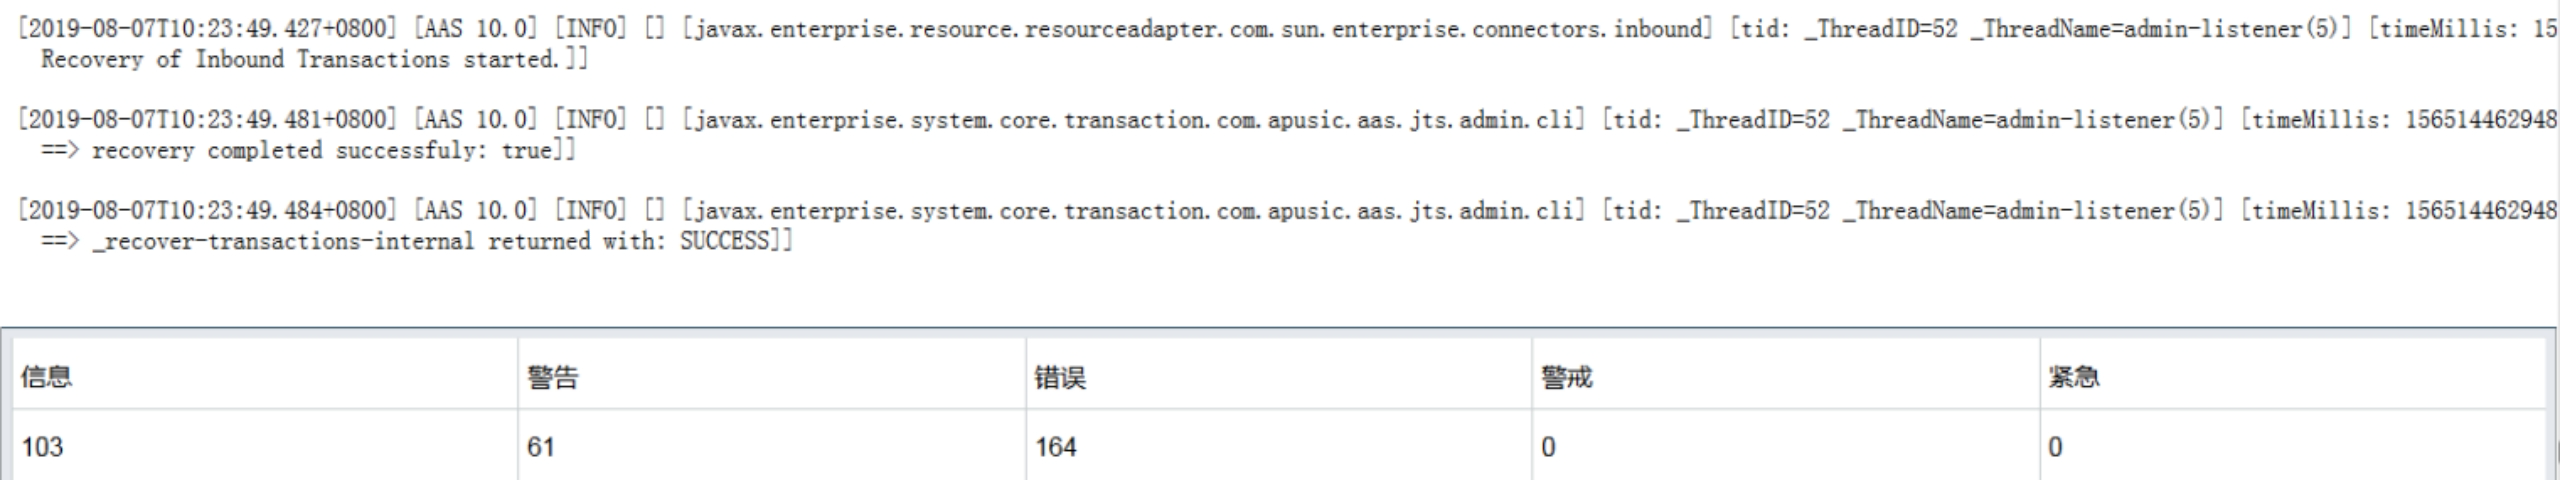 [2019-08-07T10:23:49.427+0800] [AAS 10.0] [INFO] [] [javax.enterprise.resource.resourceadapter.com.sun.enterprise.connectors.inbound] [tid: _ThreadID=52 _ThreadName=admin-listener(5)] [timeMillis: 15
Recovery of Inbound Transactions started.]]
[2019-08-07T10:23:49.481+0800] [AAS 10.0] [INFO] [] [javax.enterprise.system.core.transaction.com.apusic.aas.jts.admin.cli] [tid: _ThreadID=52 _ThreadName=admin-listener(5)] [timeMillis: 156514462948
==> recovery completed successfuly: true]]
[2019-08-07T10:23:49.484+0800] [AAS 10.0] [INFO] [] [javax.enterprise.system.core.transaction.com.apusic.aas.jts.admin.cli] [tid: _ThreadID=52 _ThreadName=admin-listener(5)] [timeMillis: 156514462948
==> _recover-transactions-internal returned with: SUCCESS]]
信息 警告 错误 警戒 紧急
103 61 164 0 0